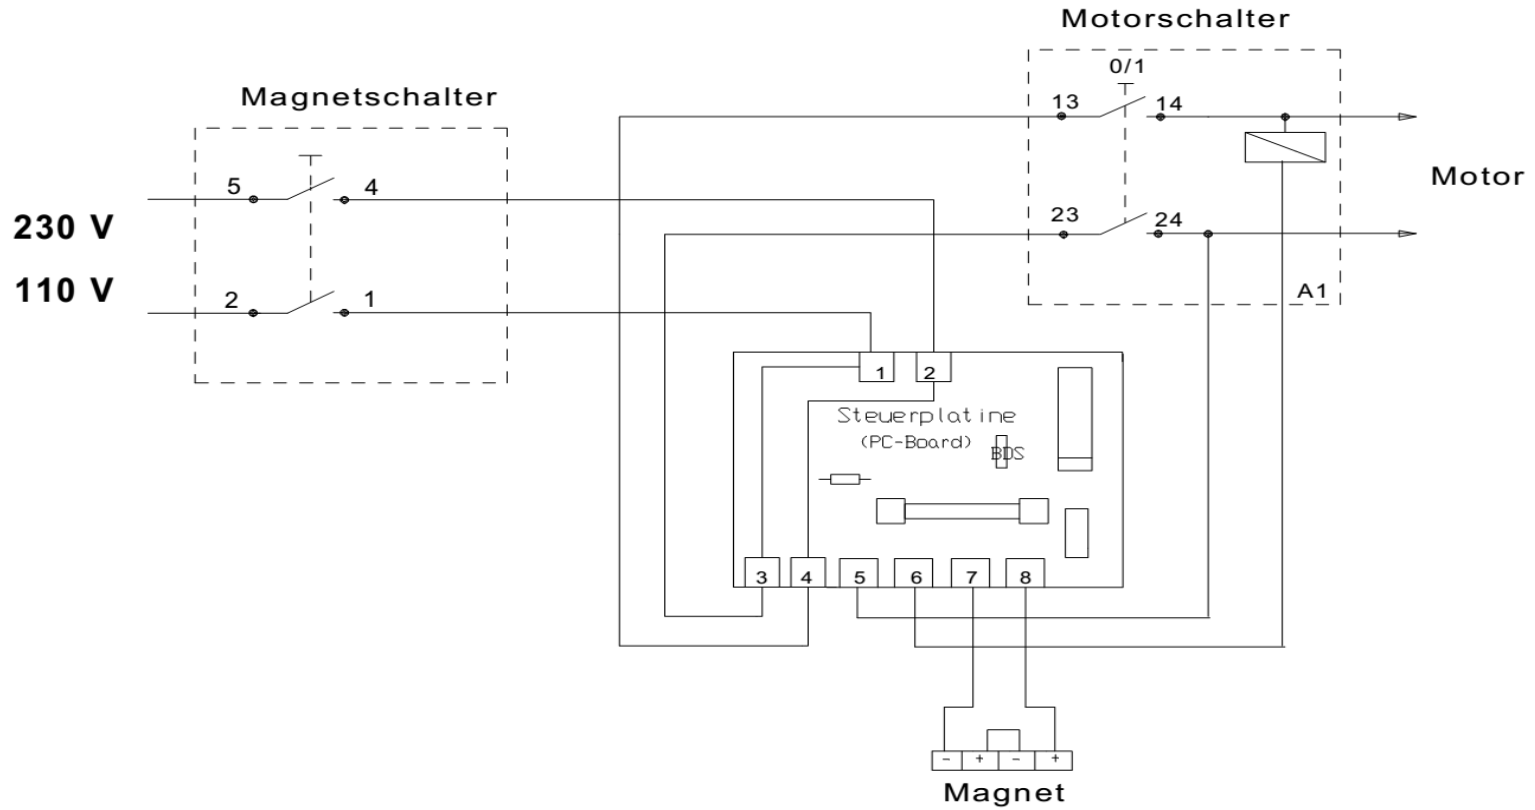 Motorschalter
0/1
Magnetschalter
13
14
5
4
Motor
23
24
230 V
110 V
2
1
A1
1
2
Steuerplatine
(PC-Board)
BDS
3
4
5
6
7
8
- + - +
Magnet